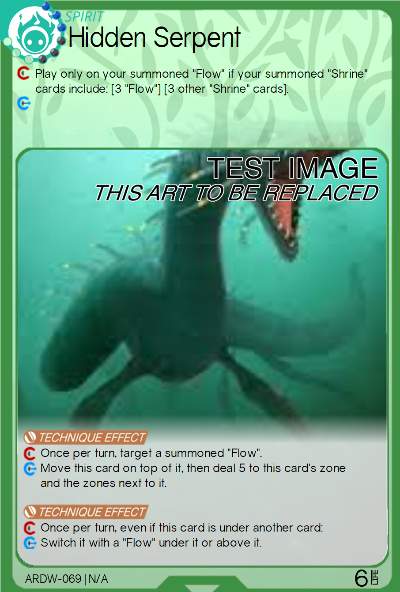 SPIRIT
Hidden Serpent
Play only on your summoned "Flow" if your summoned "Shrine"
cards include: [3 "Flow"] [3 other "Shrine" cards].
TEST IMAGE
THIS ART TO BE REPLACED
TECHNIQUE EFFECT
Once per turn, target a summoned "Flow".
Move this card on top of it, then deal 5 to this card's zone
and the zones next to it.
TECHNIQUE EFFECT
Once per turn, even if this card is under another card:
Switch it with a "Flow" under it or above it.
ARDW-069 | N/A
6 LIFE